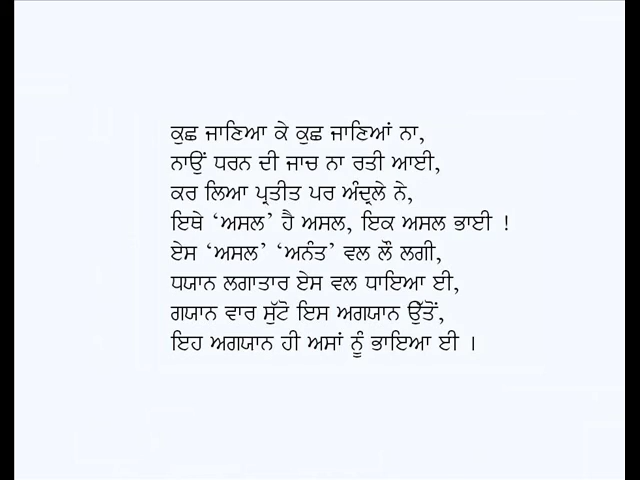 ਕੁਛ ਜਾਣਿਆ ਕੇ ਕੁਛ ਜਾਣਿਆਂ ਨਾ,
ਨਾਉਂ ਧਰਨ ਦੀ ਜਾਚ ਨਾ ਰਤੀ ਆਈ,
ਕਰ ਲਿਆ ਪ੍ਰਤੀਤ ਪਰ ਅੰਦ੍ਰਲੇ ਨੇ,
ਇਥੇ ‘ਅਸਲ’ ਹੈ ਅਸਲ, ਇਕ ਅਸਲ ਭਾਈ !
ਏਸ ‘ਅਸਲ’ ‘ਅਨੰਤ’ ਵਲ ਲੌ ਲਗੀ,
ਧਯਾਨ ਲਗਾਤਾਰ ਏਸ ਵਲ ਧਾਇਆ ਈ,
ਗਯਾਨ ਵਾਰ ਸੁੱਟੋ ਇਸ ਅਗਯਾਨ ਉੱਤੋਂ,
ਇਹ ਅਗਯਾਨ ਹੀ ਅਸਾਂ ਨੂੰ ਭਾਇਆ ਈ ।